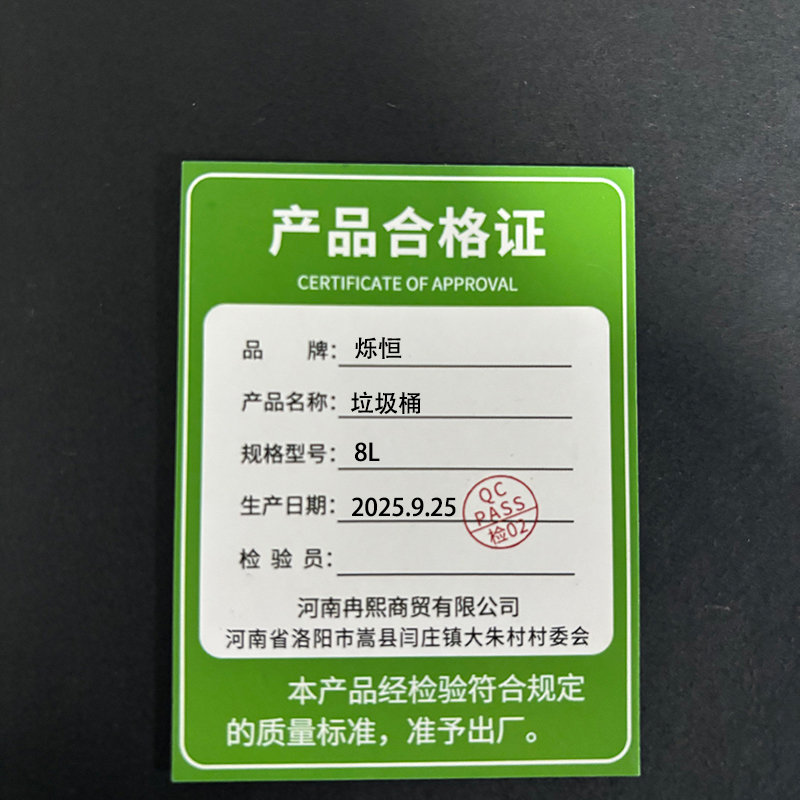 产品合格证
CERTIFICATE OF APPROVAL
品 牌：烁恒
产品名称：垃圾桶
规格型号：8L
生产日期：2025.9.25
QC
PASS
检02
检 验 员：
河南冉熙商贸有限公司
河南省洛阳市嵩县闫庄镇大朱村村委会
本产品经检验符合规定
的质量标准，准予出厂。